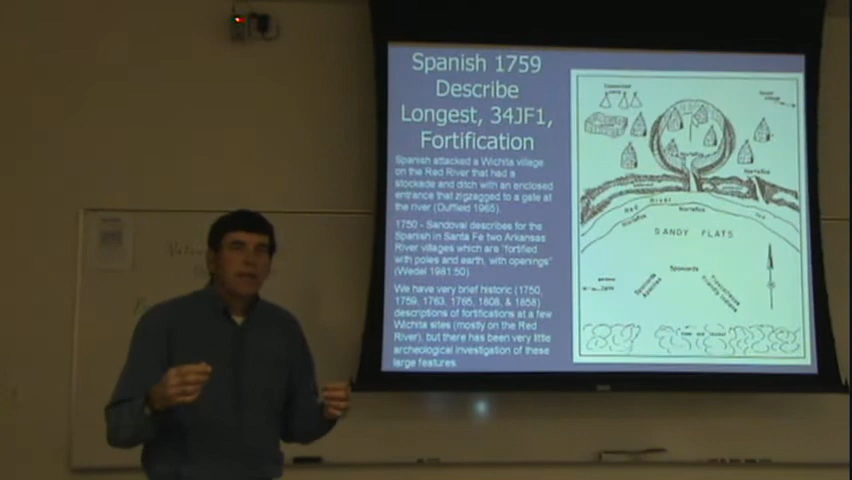 Spanish 1759
Describe
Longest, 34JF1,
Fortification
Spanish attacked a Wichita village
on the Red River that had a
stockade and ditch with an enclosed
entrance that zigzagged to a gate at
the river (Duffield 1965).
1750 - Sandoval describes for the
Spanish in Santa Fe two Arkansas
River villages which are "fortified
with poles and earth, with openings"
(Wedel 1981:50).
We have very brief historic (1750,
1759, 1763, 1765, 1808, & 1858)
descriptions of fortifications at a few
Wichita sites (mostly on the Red
River), but there has been very little
archeological investigation of these
large features.
Red River
SANDY FLATS
Spaniards
Spaniards